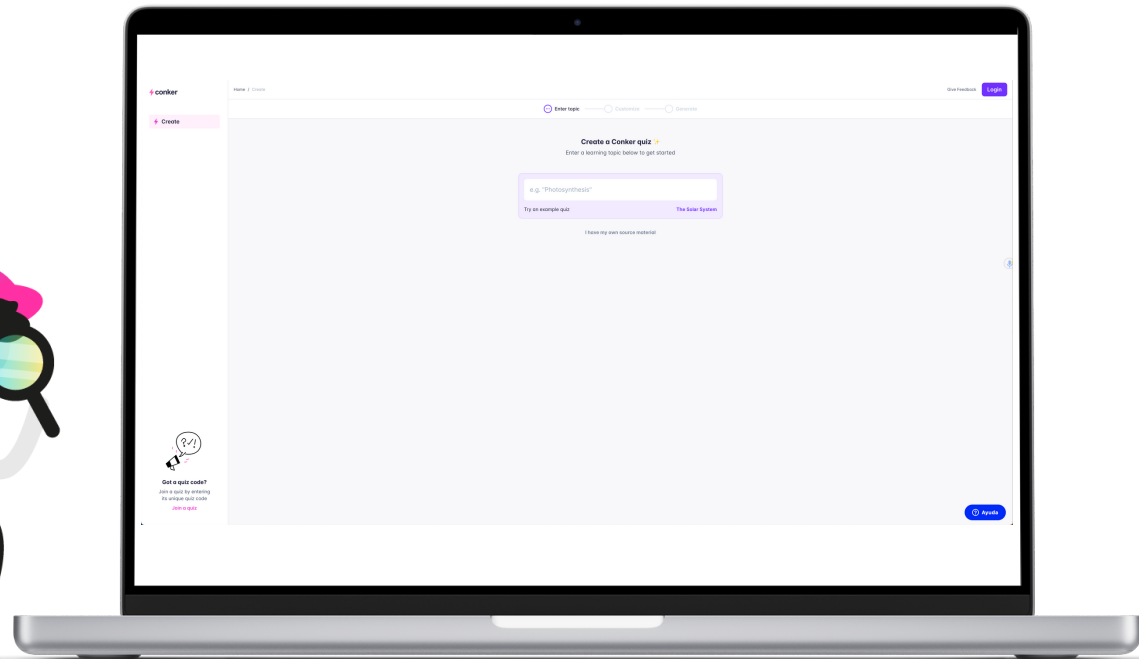 conker
Home / Create
Give Feedback
Login
Create
Enter topic
Customize
Generate
Create a Conker quiz
Enter a learning topic below to get started
e.g. "Photosynthesis"
Try an example quiz
The Solar System
I have my own source material
?✓!
Got a quiz code?
Join a quiz by entering
its unique quiz code
Join a quiz
Ayuda